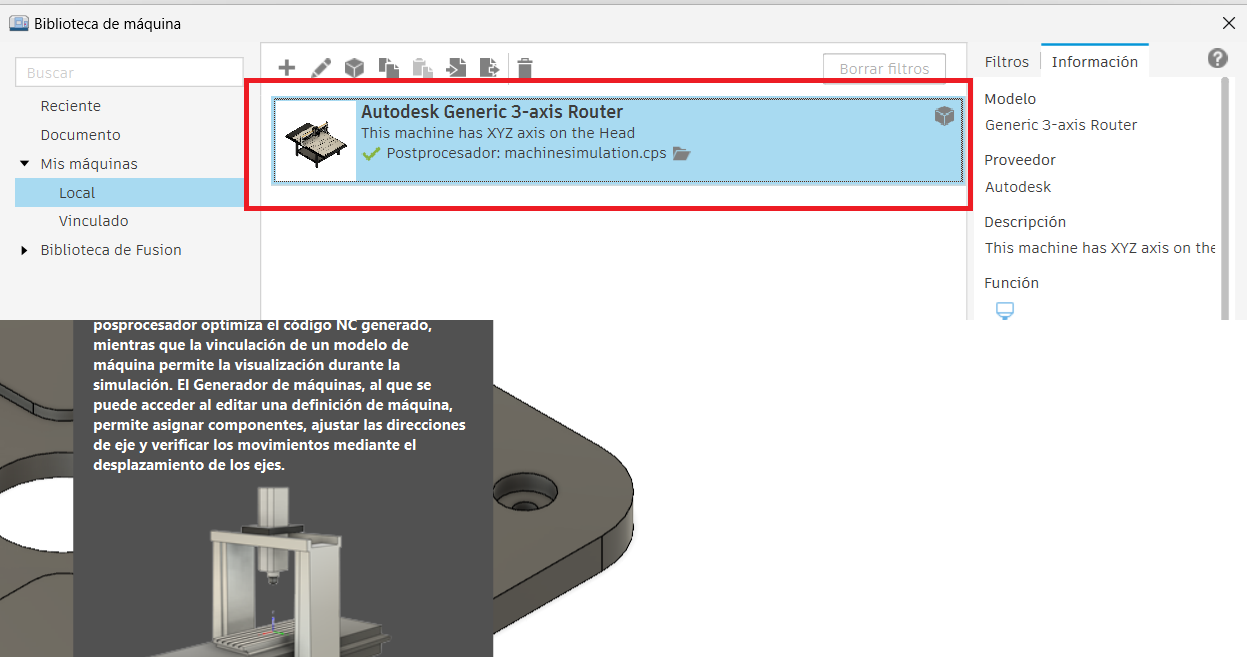 Biblioteca de máquina
Buscar
Reciente
Documento
Mis máquinas
Local
Vinculado
Biblioteca de Fusion
Borrar filtros
Autodesk Generic 3-axis Router
This machine has XYZ axis on the Head
Postprocesador: machinesimulation.cps
Filtros
Información
?
Modelo
Generic 3-axis Router
Proveedor
Autodesk
Descripción
This machine has XYZ axis on the
Función
posprocesador optimiza el código NC generado,
mientras que la vinculación de un modelo de
máquina permite la visualización durante la
simulación. El Generador de máquinas, al que se
puede acceder al editar una definición de máquina,
permite asignar componentes, ajustar las direcciones
de eje y verificar los movimientos mediante el
desplazamiento de los ejes.